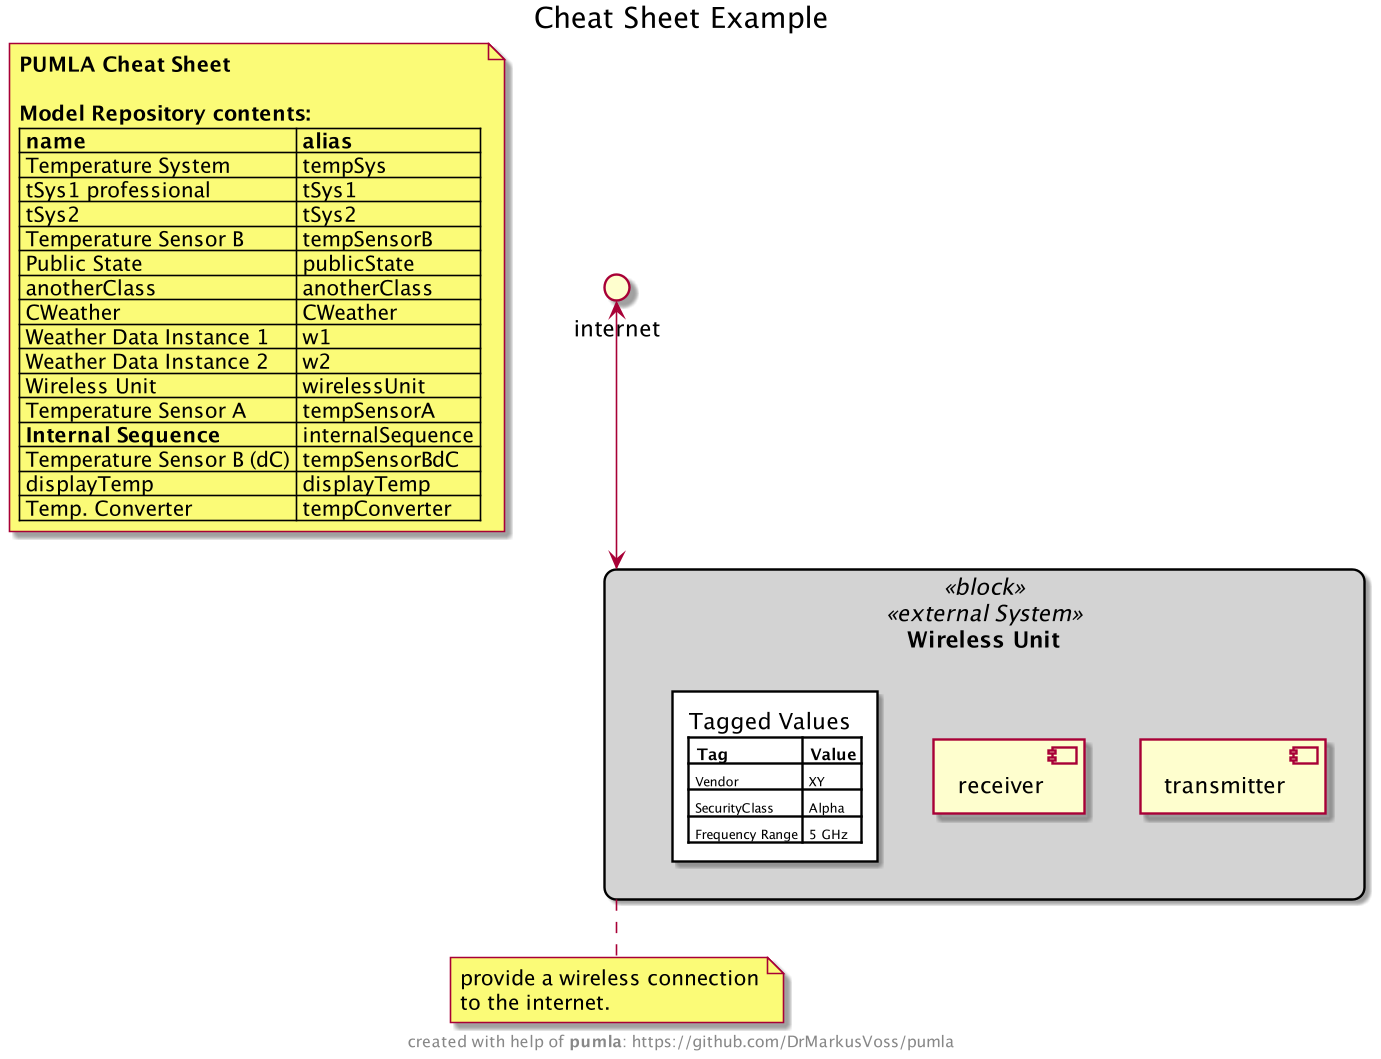 Cheat Sheet Example
PUMLA Cheat Sheet
Model Repository contents:
name alias
Temperature System tempSys
tSys1 professional tSys1
tSys2 tSys2
Temperature Sensor B tempSensorB
Public State publicState
anotherClass anotherClass
CWeather CWeather
Weather Data Instance 1 w1
Weather Data Instance 2 w2
Wireless Unit wirelessUnit
Temperature Sensor A tempSensorA
Internal Sequence internalSequence
Temperature Sensor B (dC) tempSensorBdC
displayTemp displayTemp
Temp. Converter tempConverter
internet
«block»
«external System»
Wireless Unit
Tagged Values
Tag Value
Vendor XY
SecurityClass Alpha
Frequency Range 5 GHz
receiver
transmitter
provide a wireless connection
to the internet.
created with help of pumla: https://github.com/DrMarkusVoss/pumla